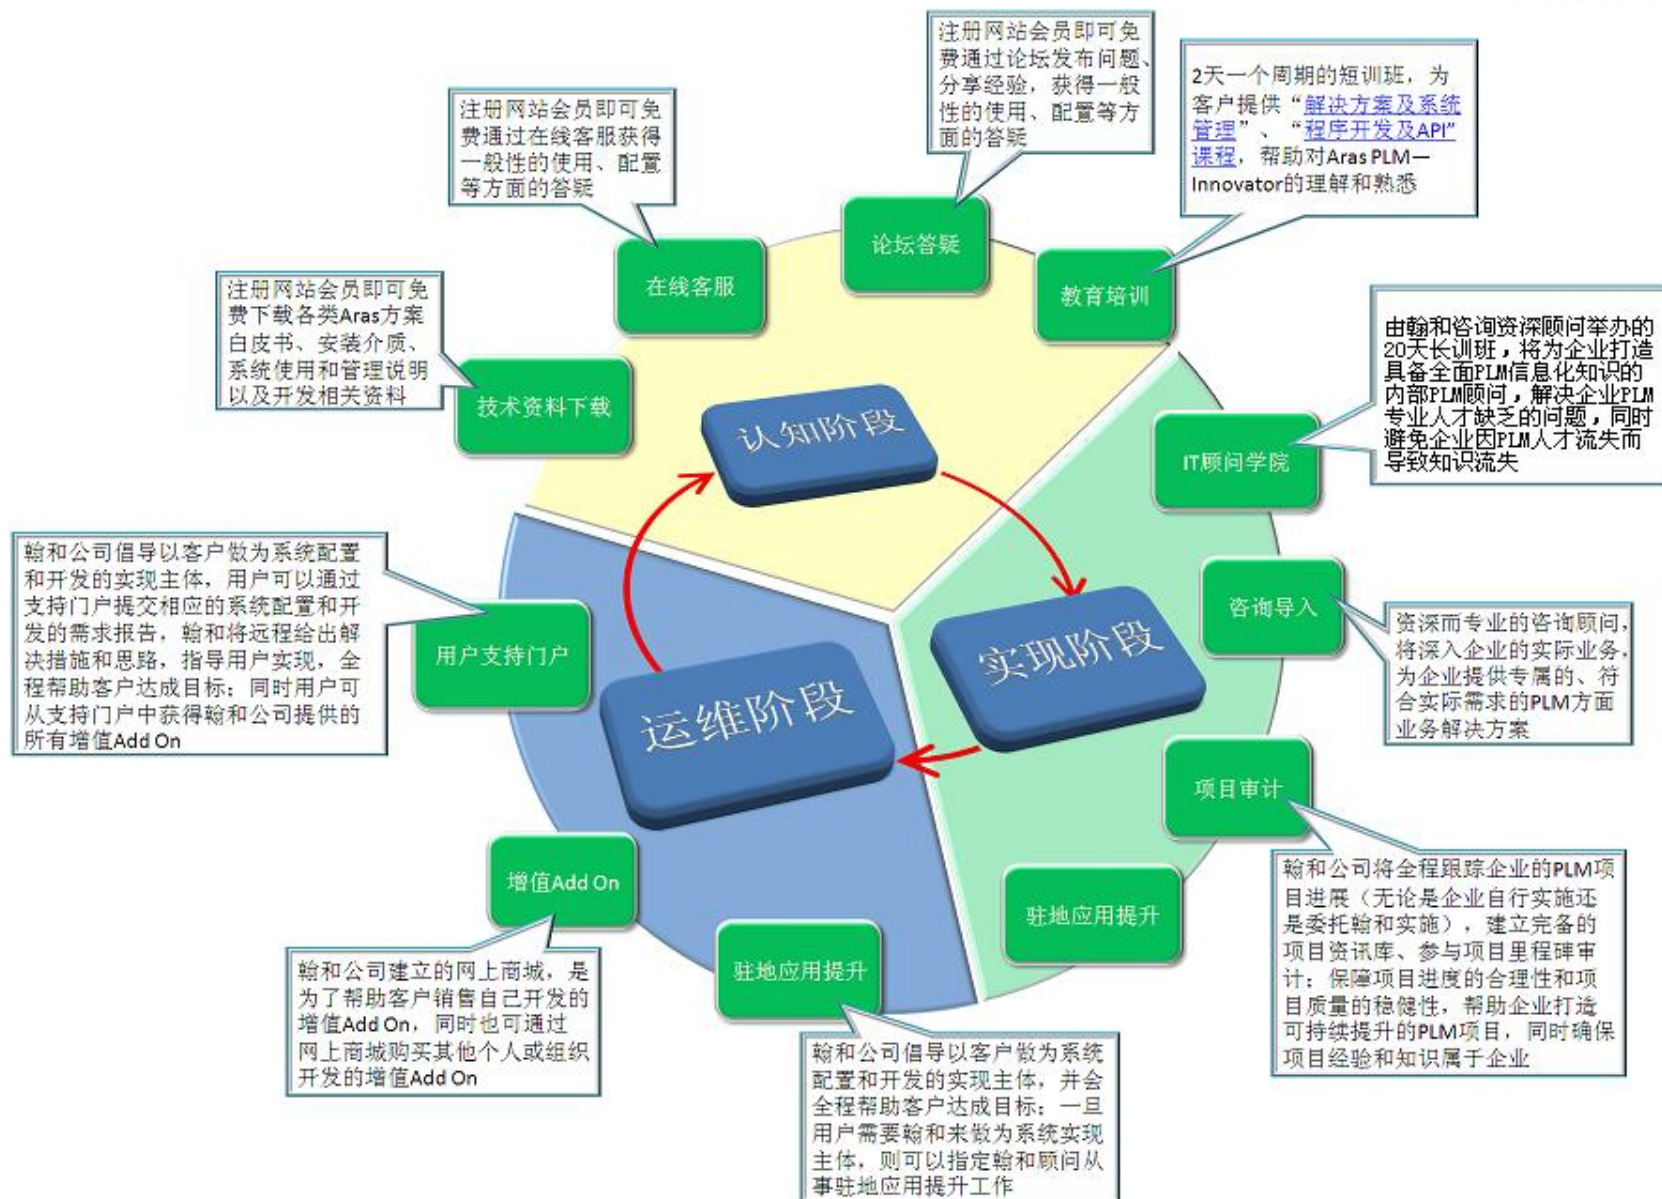 注册网站会员即可免
费通过论坛发布问题、
分享经验，获得一般
性的使用、配置等方
面的答疑
2天一个周期的短训班，为
客户提供“解决方案及系统
管理”、“程序开发及API”
课程，帮助对Aras PLM—
Innovator的理解和熟悉
注册网站会员即可免
费通过在线客服获得
一般性的使用、配置
等方面的答疑
论坛答疑
在线客服
教育培训
注册网站会员即可免
费下载各类Aras方案
白皮书、安装介质、
系统使用和管理说明
以及开发相关资料
技术资料下载
由翰和咨询资深顾问举办的
20天长训班，将为企业打造
具备全面PLM信息化知识的
内部PLM顾问，解决企业PLM
专业人才缺乏的问题，同时
避免企业因PLM人才流失而
导致知识流失
认知阶段
IT顾问学院
翰和公司倡导以客户做为系统配置
和开发的实现主体，用户可以通过
支持门户提交相应的系统配置和开
发的需求报告，翰和将远程给出解
决措施和思路，指导用户实现，全
程帮助客户达成目标；同时用户可
从支持门户中获得翰和公司提供的
所有增值Add On
用户支持门户
咨询导入
资深而专业的咨询顾问，
将深入企业的实际业务，
为企业提供专属的、符
合实际需求的PLM方面
业务解决方案
实现阶段
运维阶段
项目审计
翰和公司将全程跟踪企业的PLM项
目进展（无论是企业自行实施还
是委托翰和实施），建立完备的
项目资讯库、参与项目里程碑审
计；保障项目进度的合理性和项
目质量的稳健性，帮助企业打造
可持续提升的PLM项目，同时确保
项目经验和知识属于企业
增值Add On
驻地应用提升
翰和公司建立的网上商城，是
为了帮助客户销售自己开发的
增值Add On，同时也可通过
网上商城购买其他个人或组织
开发的增值Add On
驻地应用提升
翰和公司倡导以客户做为系统
配置和开发的实现主体，并会
全程帮助客户达成目标；一旦
用户需要翰和来做为系统实现
主体，则可以指定翰和顾问从
事驻地应用提升工作